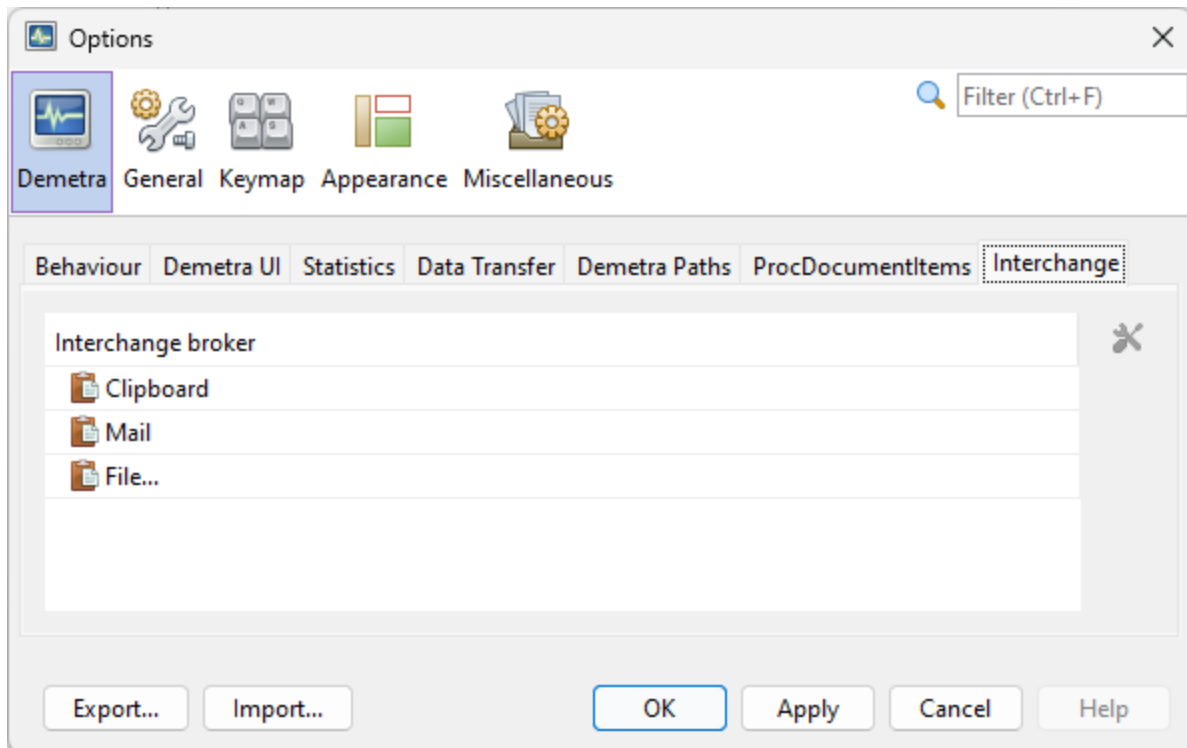 Options
Filter (Ctrl+F)
Demetra General Keymap Appearance Miscellaneous
Behaviour Demetra UI Statistics Data Transfer Demetra Paths ProcDocumentItems Interchange
Interchange broker
Clipboard
Mail
File...
Export... Import... OK Apply Cancel Help